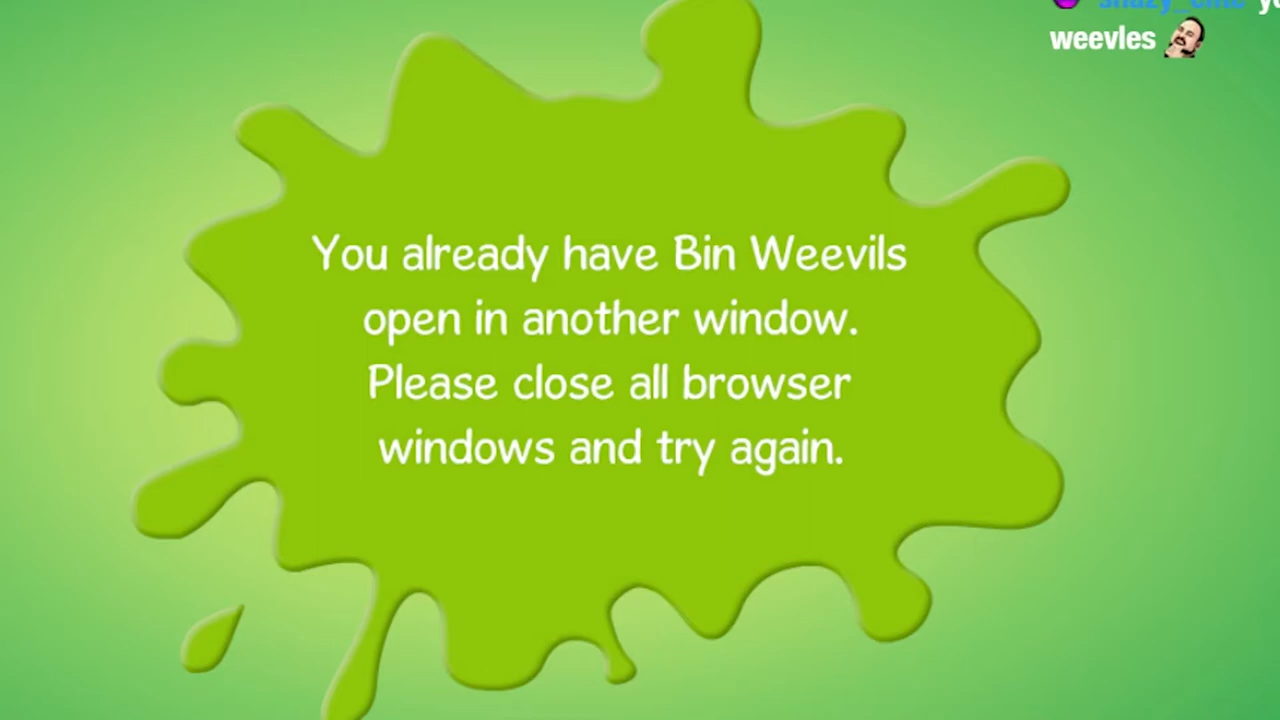 weevles
You already have Bin Weevils
open in another window.
Please close all browser
windows and try again.